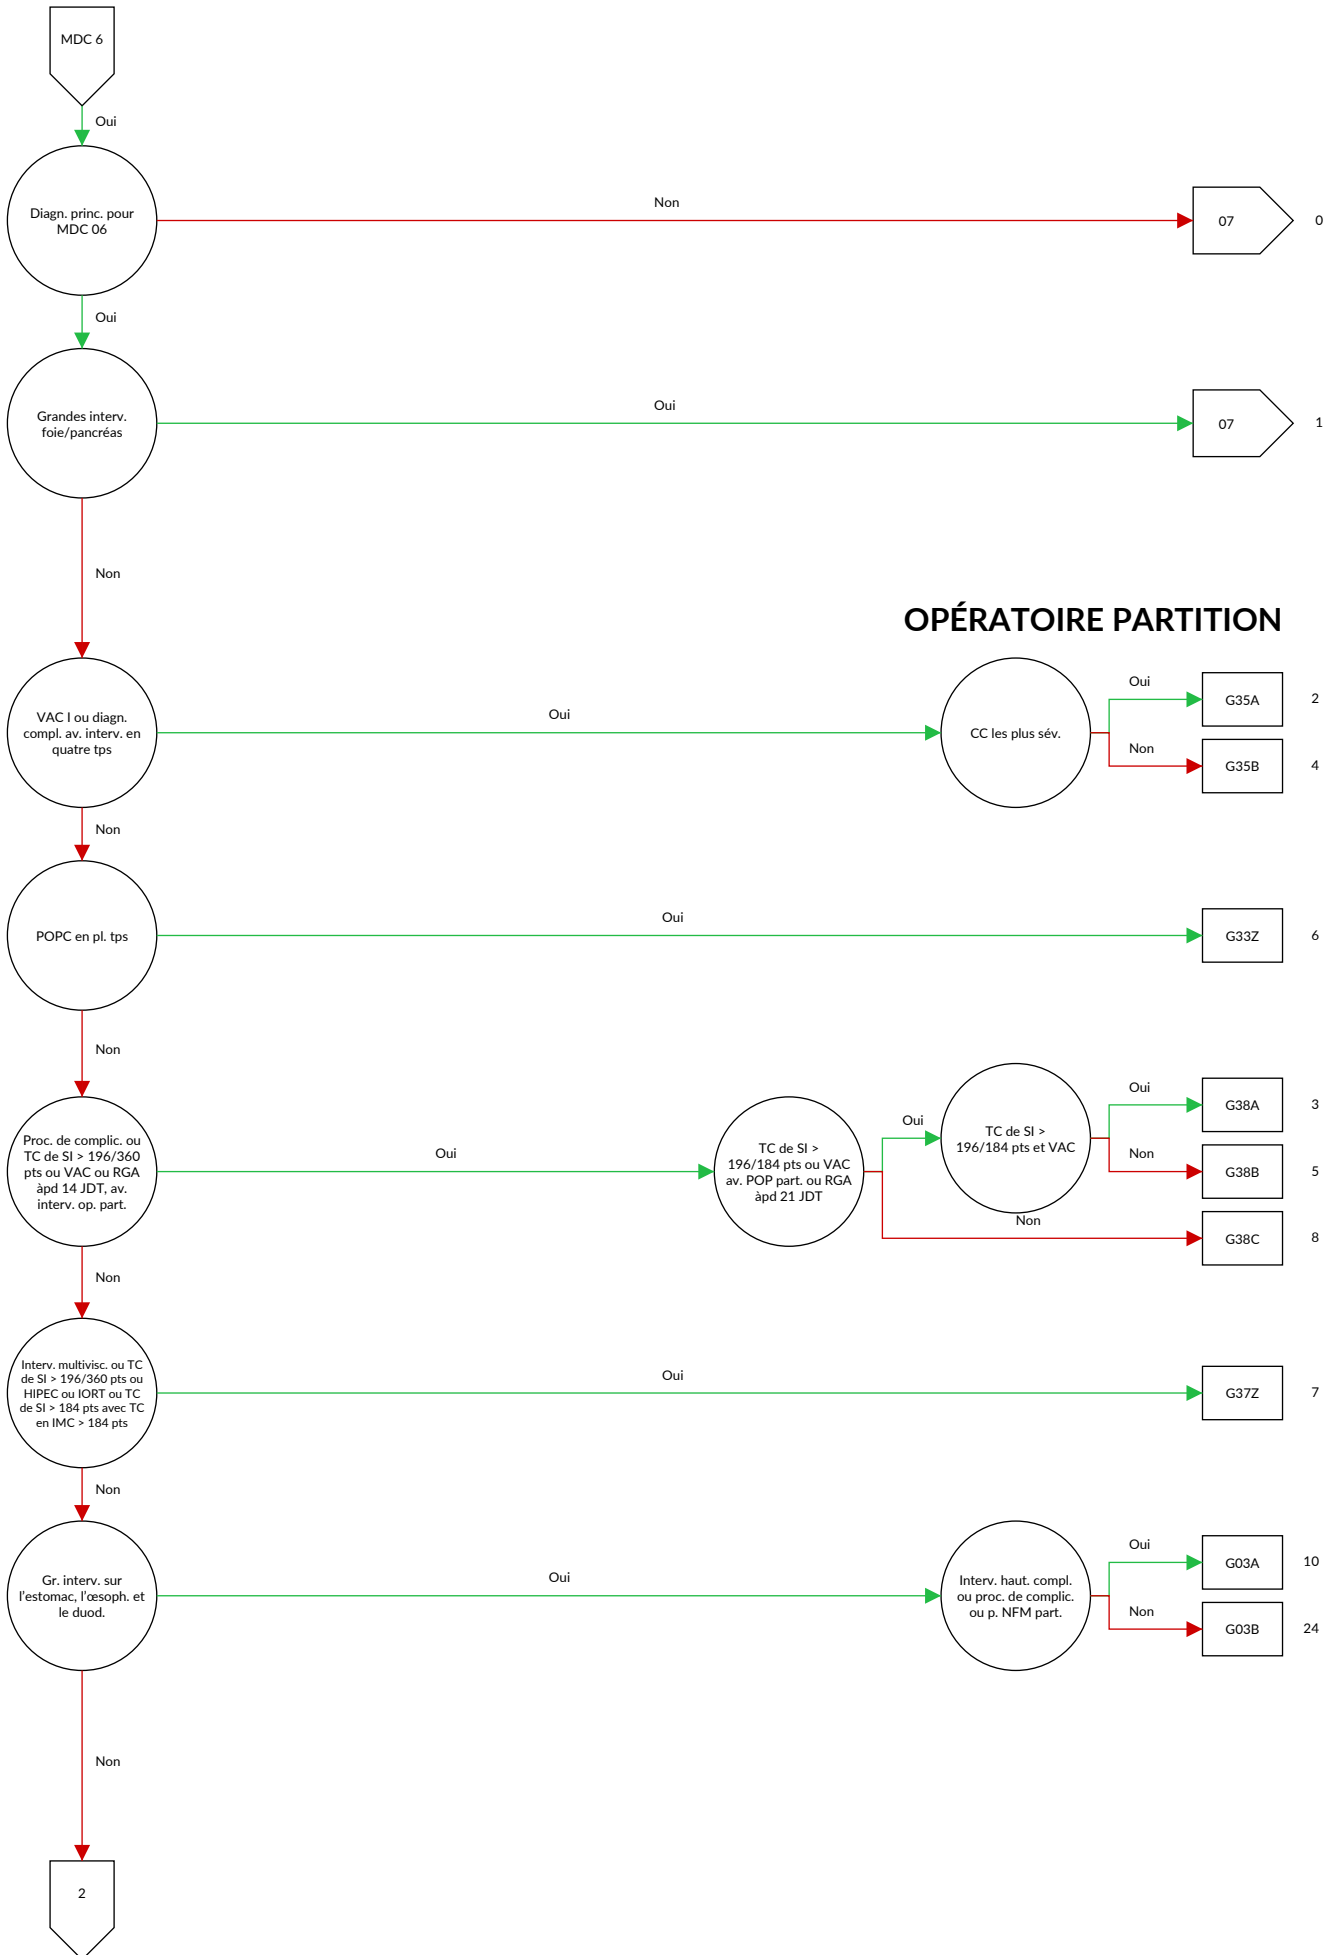 MDC 6
Oui
Diagn. princ. pour
MDC 06
Non
07
0
Oui
Grandes interv.
foie/pancréas
Oui
07
1
Non
OPÉRATOIRE PARTITION
VAC I ou diagn.
compl. av. interv. en
quatre tps
Oui
CC les plus sév.
Oui
G35A
2
Non
G35B
4
Non
POPC en pl. tps
Oui
G33Z
6
Non
Proc. de complic. ou
TC de SI > 196/360
pts ou VAC ou RGA
àpd 14 JDT, av.
interv. op. part.
Oui
TC de SI >
196/184 pts ou VAC
av. POP part. ou RGA
àpd 21 JDT
Oui
TC de SI >
196/184 pts et VAC
Oui
G38A
3
Non
G38B
5
Non
G38C
8
Non
Interv. multivisc. ou TC
de SI > 196/360 pts ou
HIPEC ou IORT ou TC
de SI > 184 pts avec TC
en IMC > 184 pts
Oui
G37Z
7
Non
Gr. interv. sur
l'estomac, l'œsoph. et
le duod.
Oui
Interv. haut. compl.
ou proc. de complic.
ou p. NFM part.
Oui
G03A
10
Non
G03B
24
Non
2